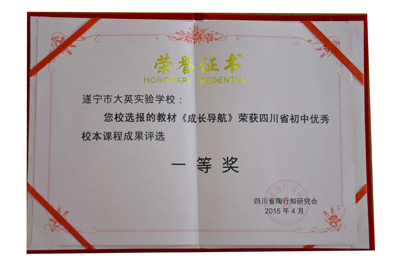 荣誉证书
遂宁市大英实验学校：
您校选报的教材《成长导航》荣获四川省初中优秀
校本课程成果评选
一等奖
四川省陶行知研究会
2015年4月